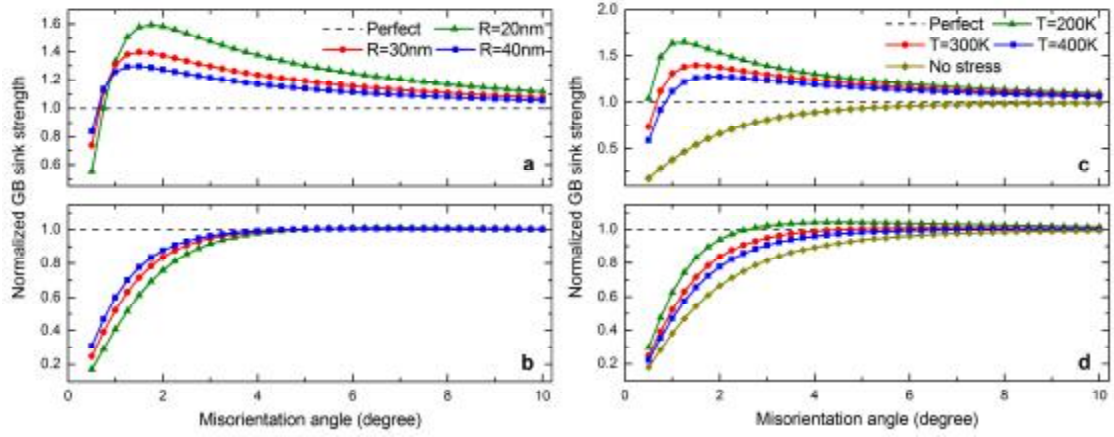 Normalized GB sink strength
1.6
1.4
1.2
1.0
0.8
0.6
Perfect R=20nm
R=30nm R=40nm
a
1.0
0.8
0.6
0.4
0.2
b
0 2 4 6 8 10
Misorientation angle (degree)
Normalized GB sink strength
2.0
1.5
1.0
0.5
Perfect T=200K
T=300K T=400K
No stress
c
1.0
0.8
0.6
0.4
0.2
d
0 2 4 6 8 10
Misorientation angle (degree)